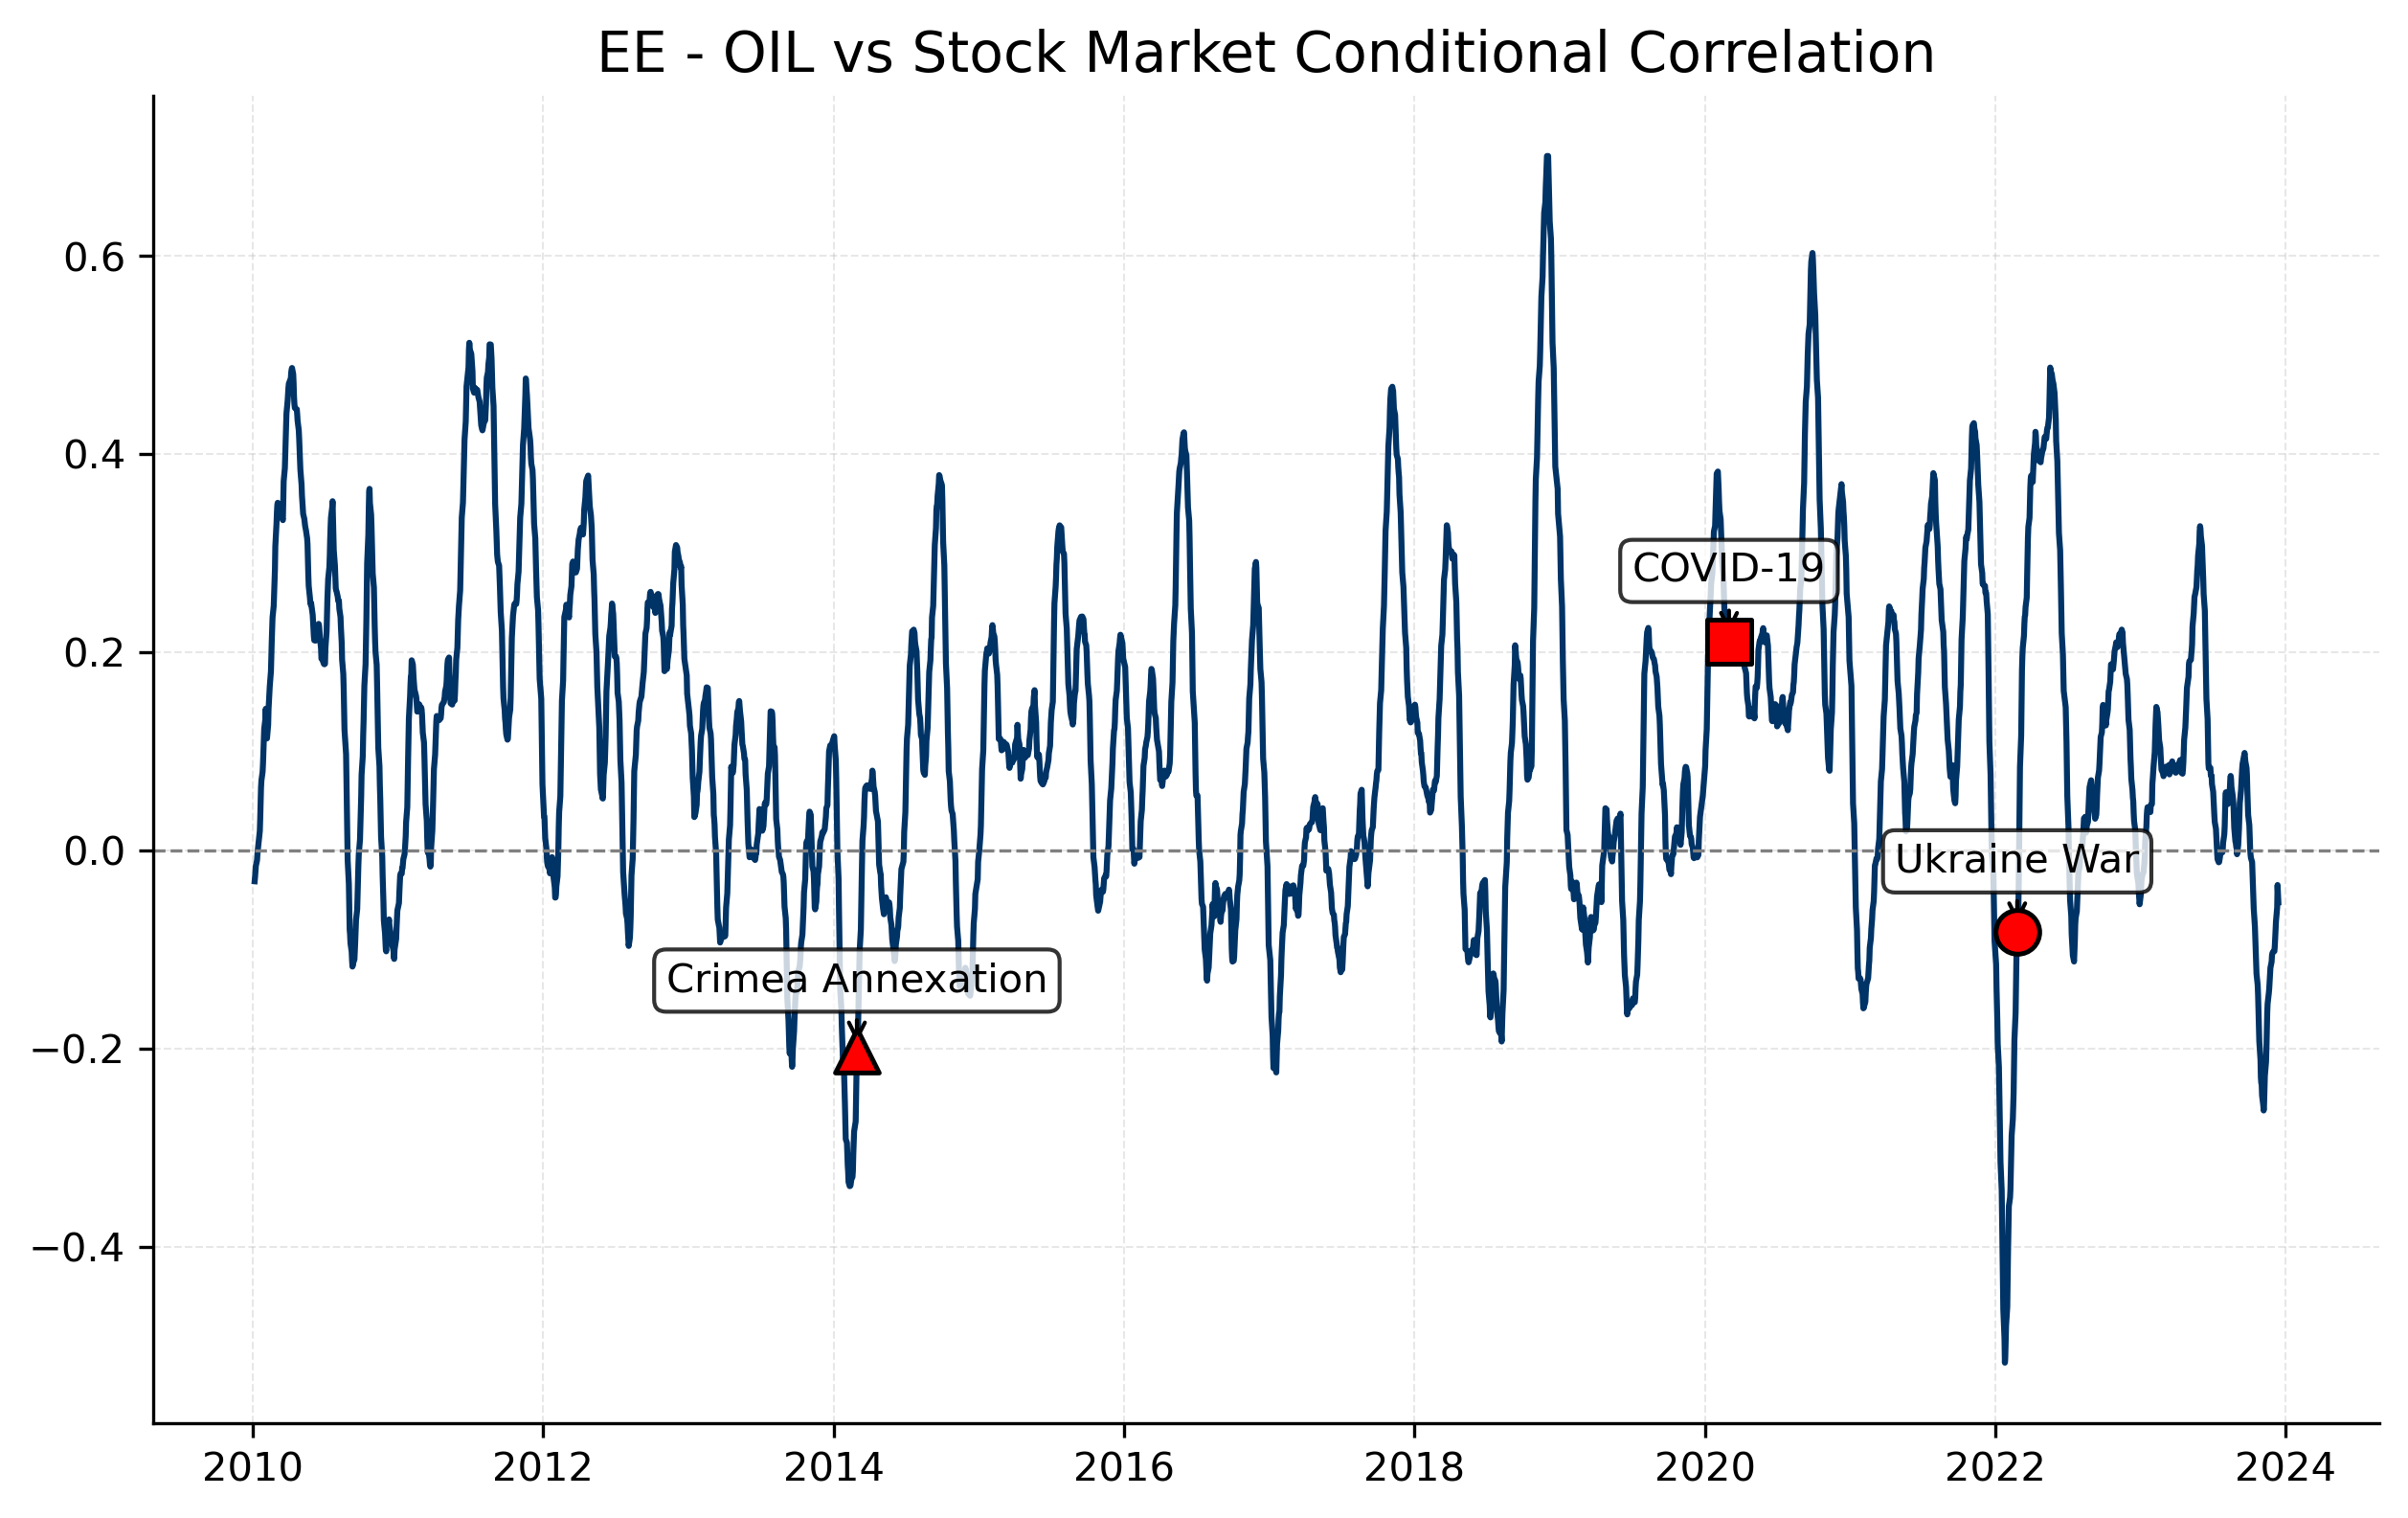 EE - OIL vs Stock Market Conditional Correlation
0.6
0.4
0.2
0.0
−0.2
−0.4
COVID-19
Ukraine War
Crimea Annexation
2010 2012 2014 2016 2018 2020 2022 2024